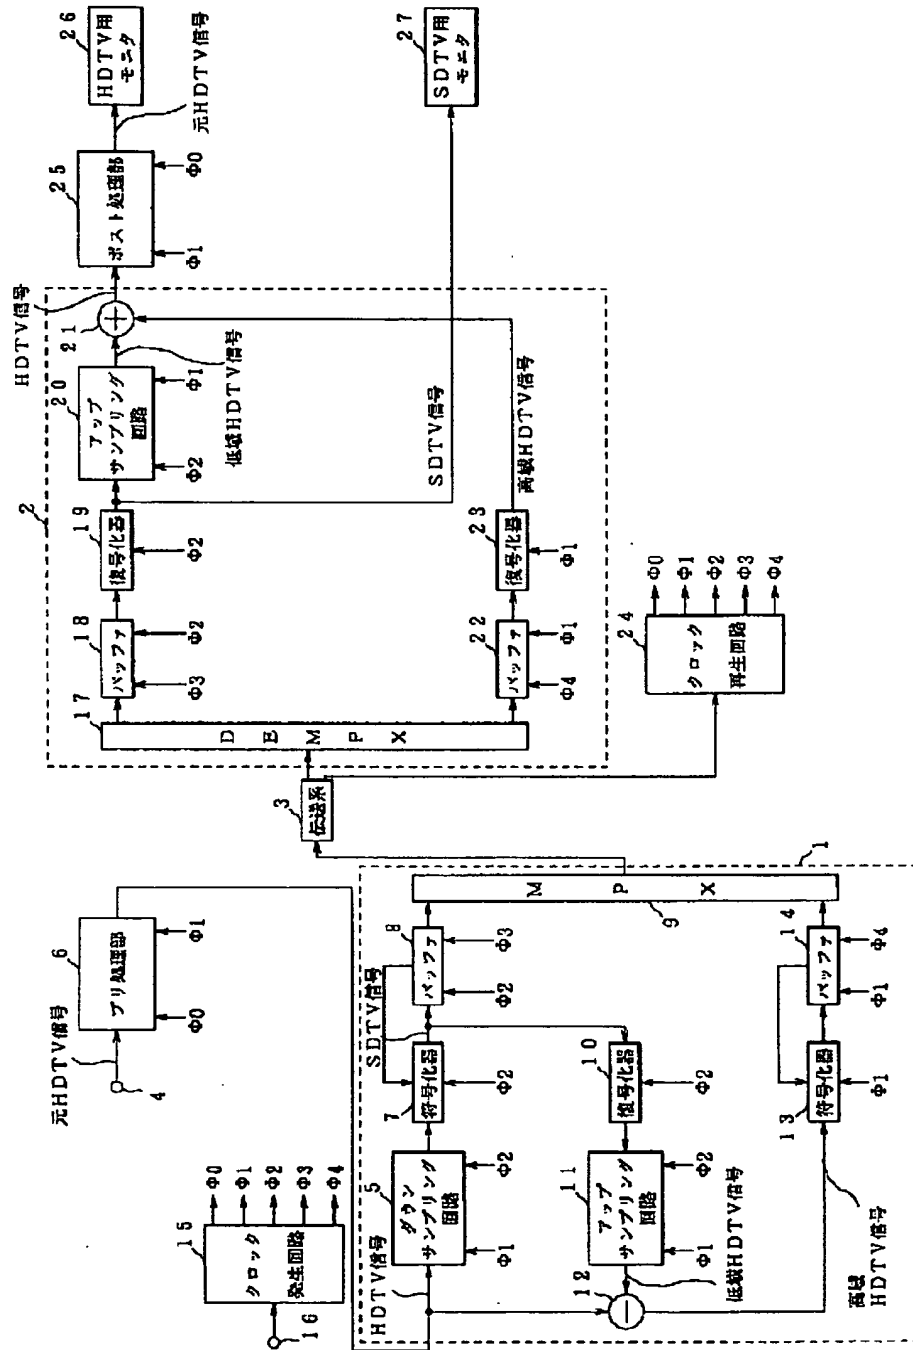 元HDTV信号
4
6
プリ処理部
Φ0
Φ1
16
15
クロック
発生回路
Φ0
Φ1
Φ2
Φ3
Φ4
1
HDTV信号
5
ダウン
サンプリング
回路
Φ1
Φ2
7
符号化器
Φ2
SDTV信号
8
バッファ
Φ2
Φ3
9
MPX
10
復号化器
Φ2
11
アップ
サンプリング
回路
Φ1
Φ2
低域HDTV信号
12
高域
HDTV信号
13
符号化器
Φ1
14
バッファ
Φ1
Φ4
3
伝送系
2
17
DEMPX
18
バッファ
Φ3
Φ2
19
復号化器
Φ2
20
アップ
サンプリング
回路
Φ2
Φ1
低域HDTV信号
21
HDTV信号
22
バッファ
Φ4
Φ1
23
復号化器
Φ1
高域HDTV信号
SDTV信号
24
クロック
再生回路
Φ0
Φ1
Φ2
Φ3
Φ4
25
ポスト処理部
Φ1
Φ0
元HDTV信号
26
HDTV用
モニタ
27
SDTV用
モニタ